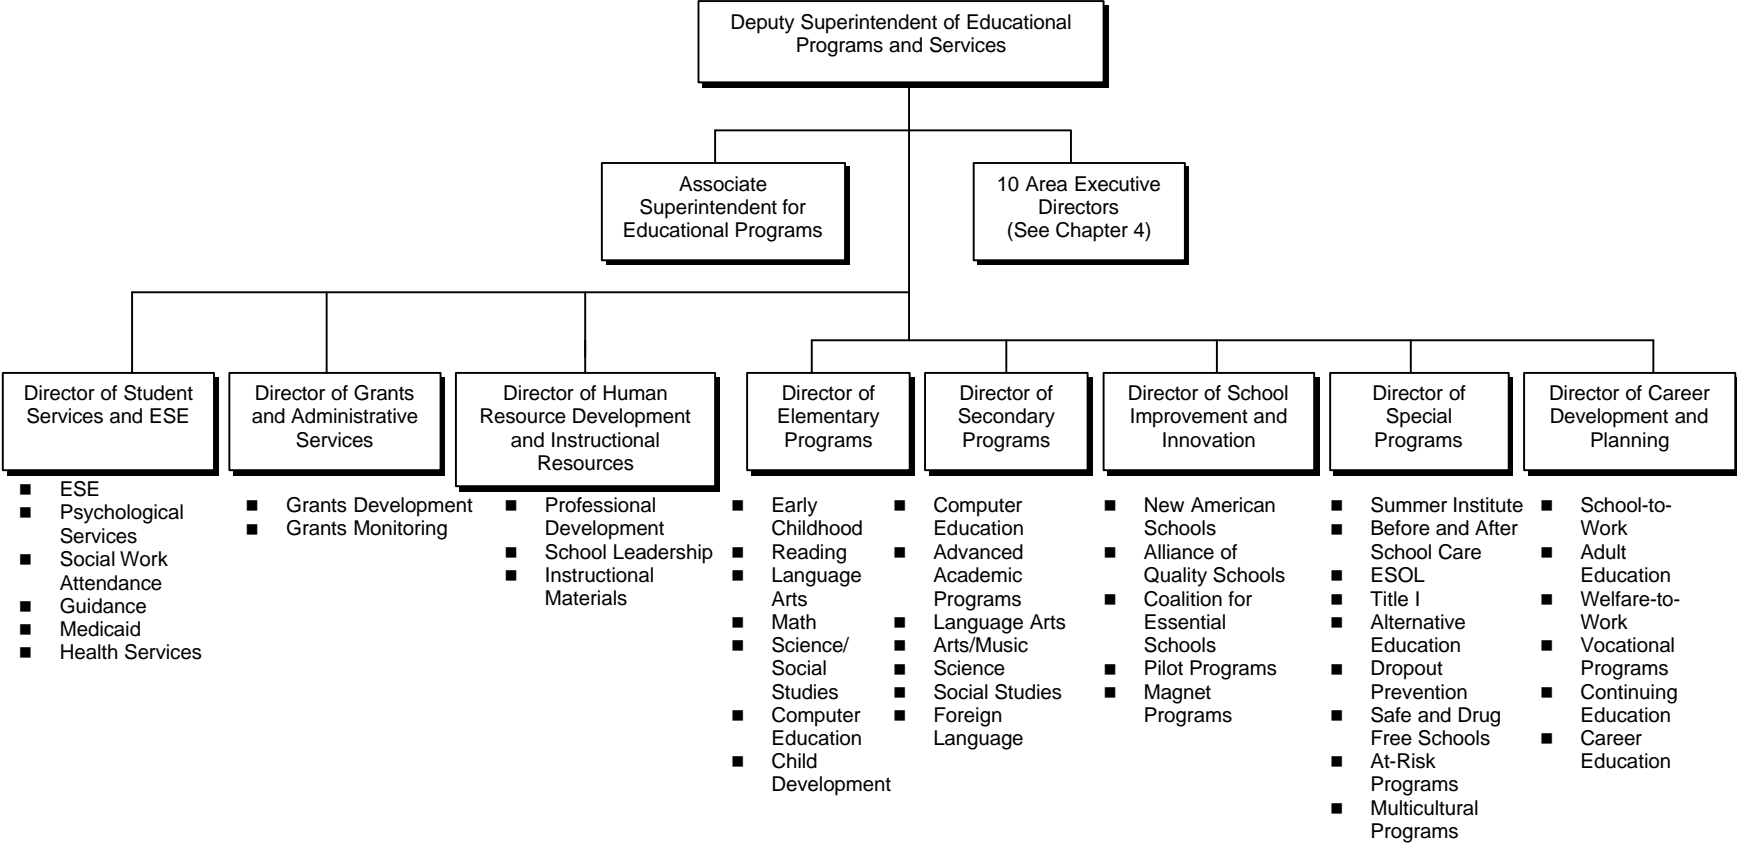 Deputy Superintendent of Educational
Programs and Services
Associate
Superintendent for
Educational Programs
10 Area Executive
Directors
(See Chapter 4)
Director of Student
Services and ESE
Director of Grants
and Administrative
Services
Director of Human
Resource Development
and Instructional
Resources
Director of
Elementary
Programs
Director of
Secondary
Programs
Director of School
Improvement and
Innovation
Director of
Special
Programs
Director of Career
Development and
Planning
■ ESE
■ Psychological
Services
■ Social Work
Attendance
■ Guidance
■ Medicaid
■ Health Services
■ Grants Development
■ Grants Monitoring
■ Professional
Development
■ School Leadership
■ Instructional
Materials
■ Early
Childhood
■ Reading
■ Language
Arts
■ Math
■ Science/
Social
Studies
■ Computer
Education
■ Child
Development
■ Computer
Education
■ Advanced
Academic
Programs
■ Language Arts
■ Arts/Music
■ Science
■ Social Studies
■ Foreign
Language
■ New American
Schools
■ Alliance of
Quality Schools
■ Coalition for
Essential
Schools
■ Pilot Programs
■ Magnet
Programs
■ Summer Institute
■ Before and After
School Care
■ ESOL
■ Title I
■ Alternative
Education
■ Dropout
Prevention
■ Safe and Drug
Free Schools
■ At-Risk
Programs
■ Multicultural
Programs
■ School-to-
Work
■ Adult
Education
■ Welfare-to-
Work
■ Vocational
Programs
■ Continuing
Education
■ Career
Education